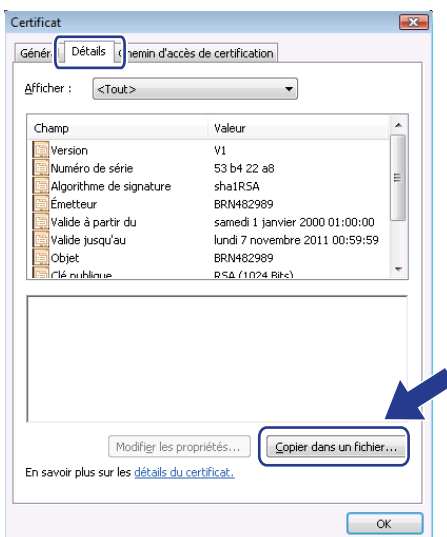 Certificat
Général Détails Chemin d'accès de certification
Afficher : <Tout>
Champ Valeur
Version V1
Numéro de série 53 b4 22 a8
Algorithme de signature sha1RSA
Émetteur BRN482989
Valide à partir du samedi 1 janvier 2000 01:00:00
Valide jusqu'au lundi 7 novembre 2011 00:59:59
Objet BRN482989
Clé publique RSA (1024 Bits)
Modifier les propriétés... Copier dans un fichier...
En savoir plus sur les détails du certificat.
OK